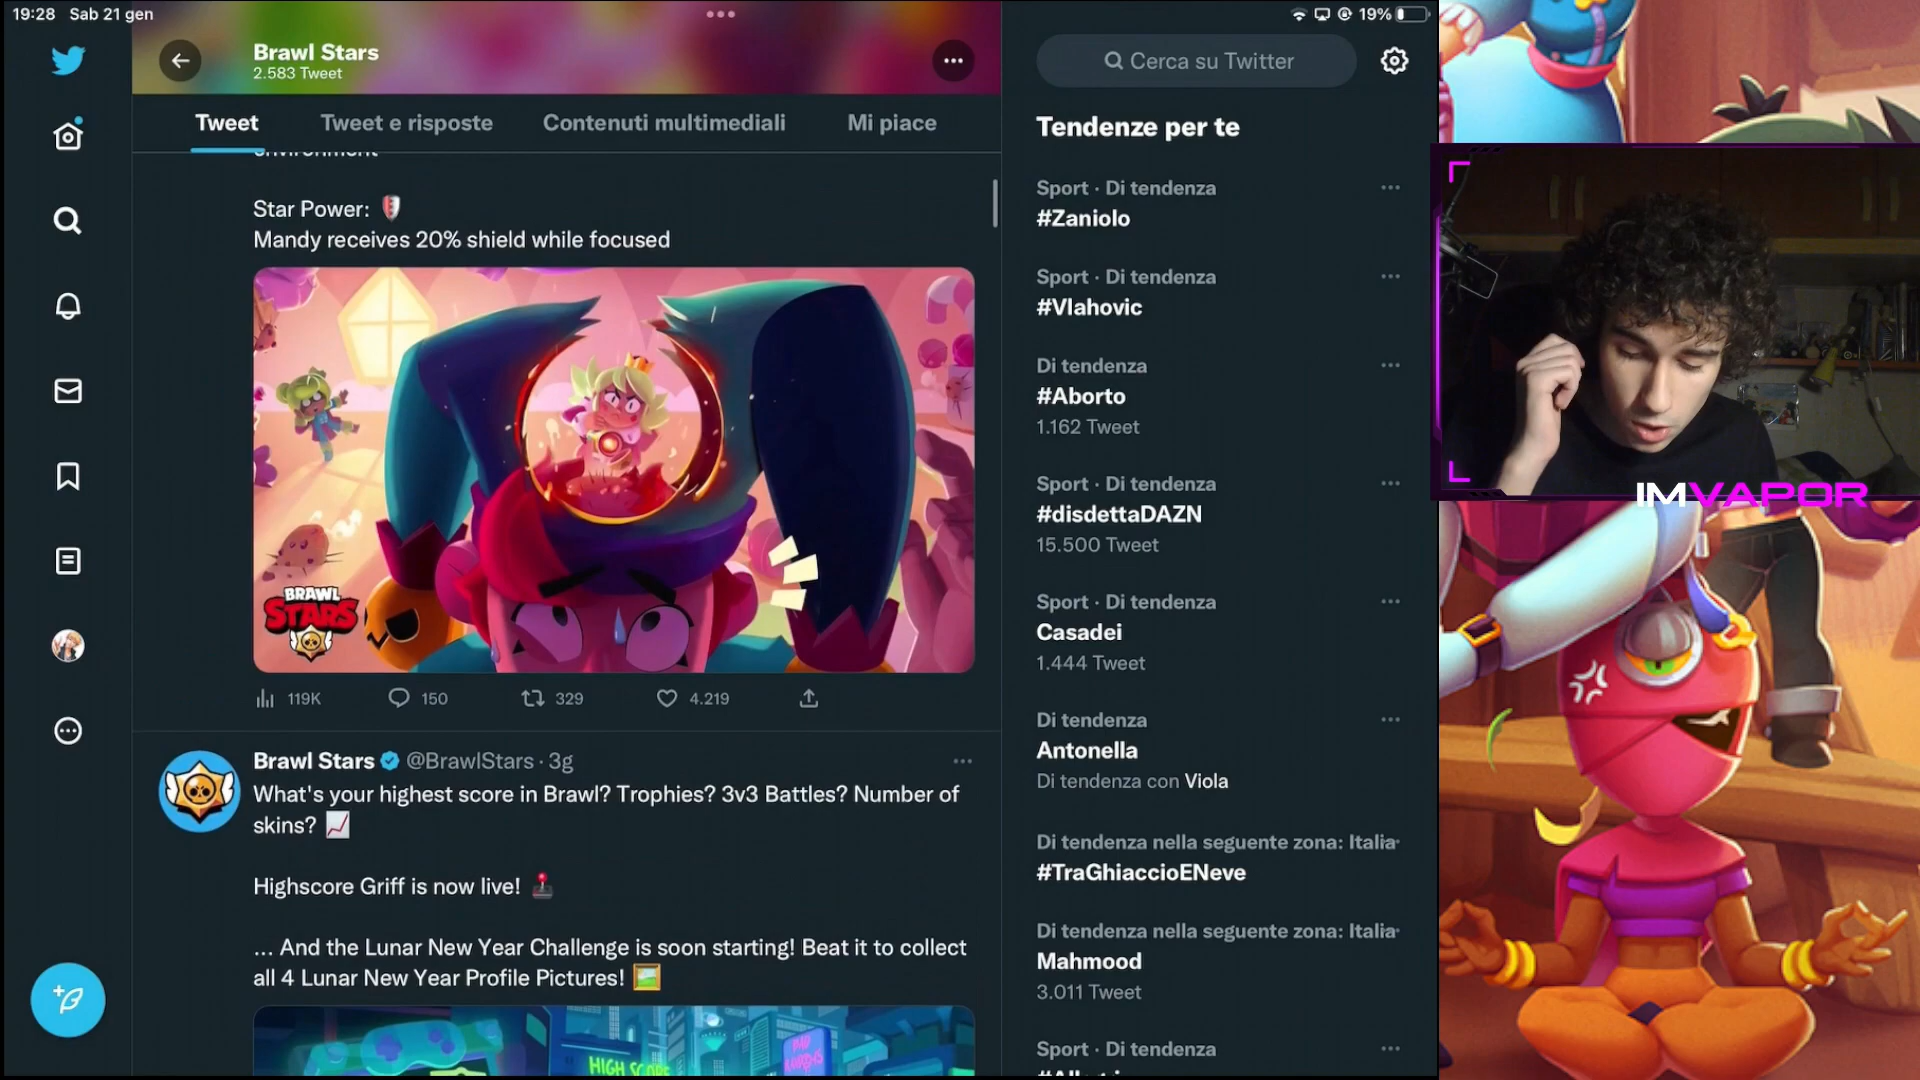 19:28 Sab 21 gen
19%
Brawl Stars
2.583 Tweet
Cerca su Twitter
Tweet
Tweet e risposte
Contenuti multimediali
Mi piace
environment
Star Power:
Mandy receives 20% shield while focused
BRAWL
STARS
119K
150
329
4.219
Brawl Stars @BrawlStars · 3g
What's your highest score in Brawl? Trophies? 3v3 Battles? Number of
skins?
Highscore Griff is now live!
... And the Lunar New Year Challenge is soon starting! Beat it to collect
all 4 Lunar New Year Profile Pictures!
HIGH SCORE
Tendenze per te
Sport · Di tendenza
#Zaniolo
Sport · Di tendenza
#Vlahovic
Di tendenza
#Aborto
1.162 Tweet
Sport · Di tendenza
#disdettaDAZN
15.500 Tweet
Sport · Di tendenza
Casadei
1.444 Tweet
Di tendenza
Antonella
Di tendenza con Viola
Di tendenza nella seguente zona: Italia
#TraGhiaccioENeve
Di tendenza nella seguente zona: Italia
Mahmood
3.011 Tweet
Sport · Di tendenza
IMVAPOR